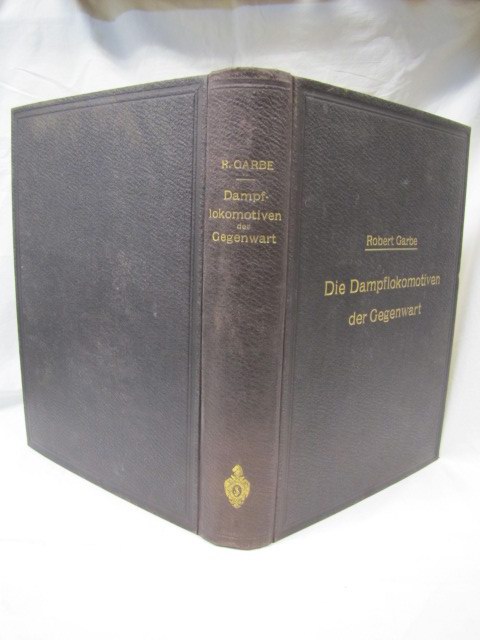 R. GARBE
Dampf-
lokomotiven
der
Gegenwart
Robert Garbe
Die Dampflokomotiven
der Gegenwart